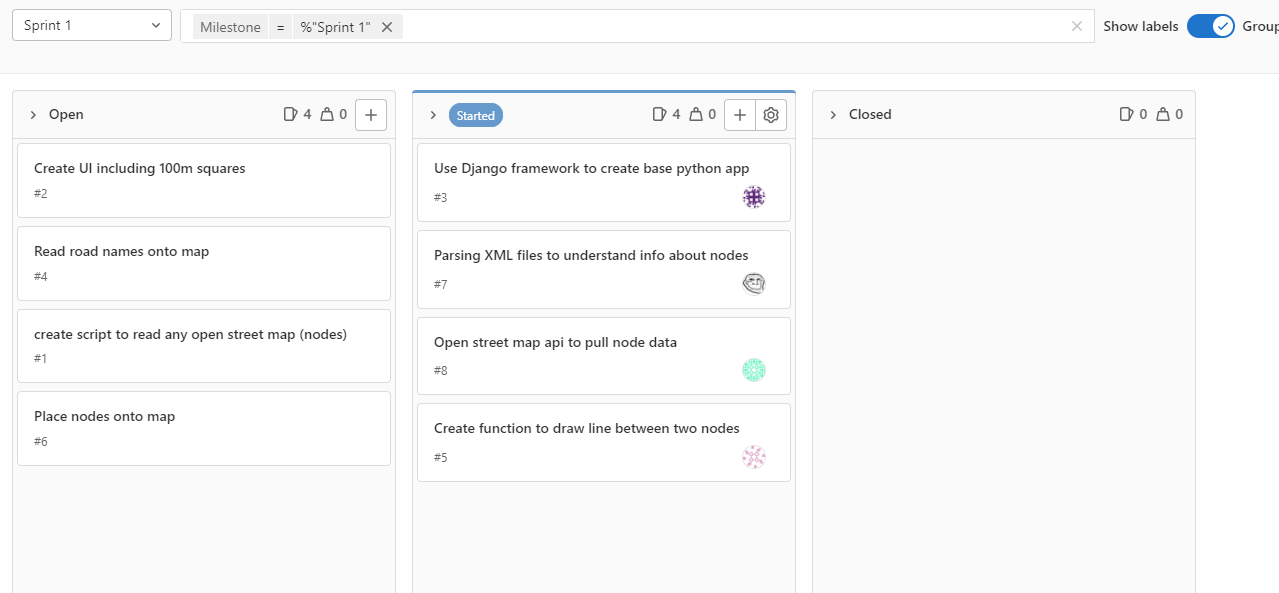 Sprint 1
Milestone = %"Sprint 1"
Show labels
Group
Open 4 0
Create UI including 100m squares
#2
Read road names onto map
#4
create script to read any open street map (nodes)
#1
Place nodes onto map
#6
Started 4 0
Use Django framework to create base python app
#3
Parsing XML files to understand info about nodes
#7
Open street map api to pull node data
#8
Create function to draw line between two nodes
#5
Closed 0 0